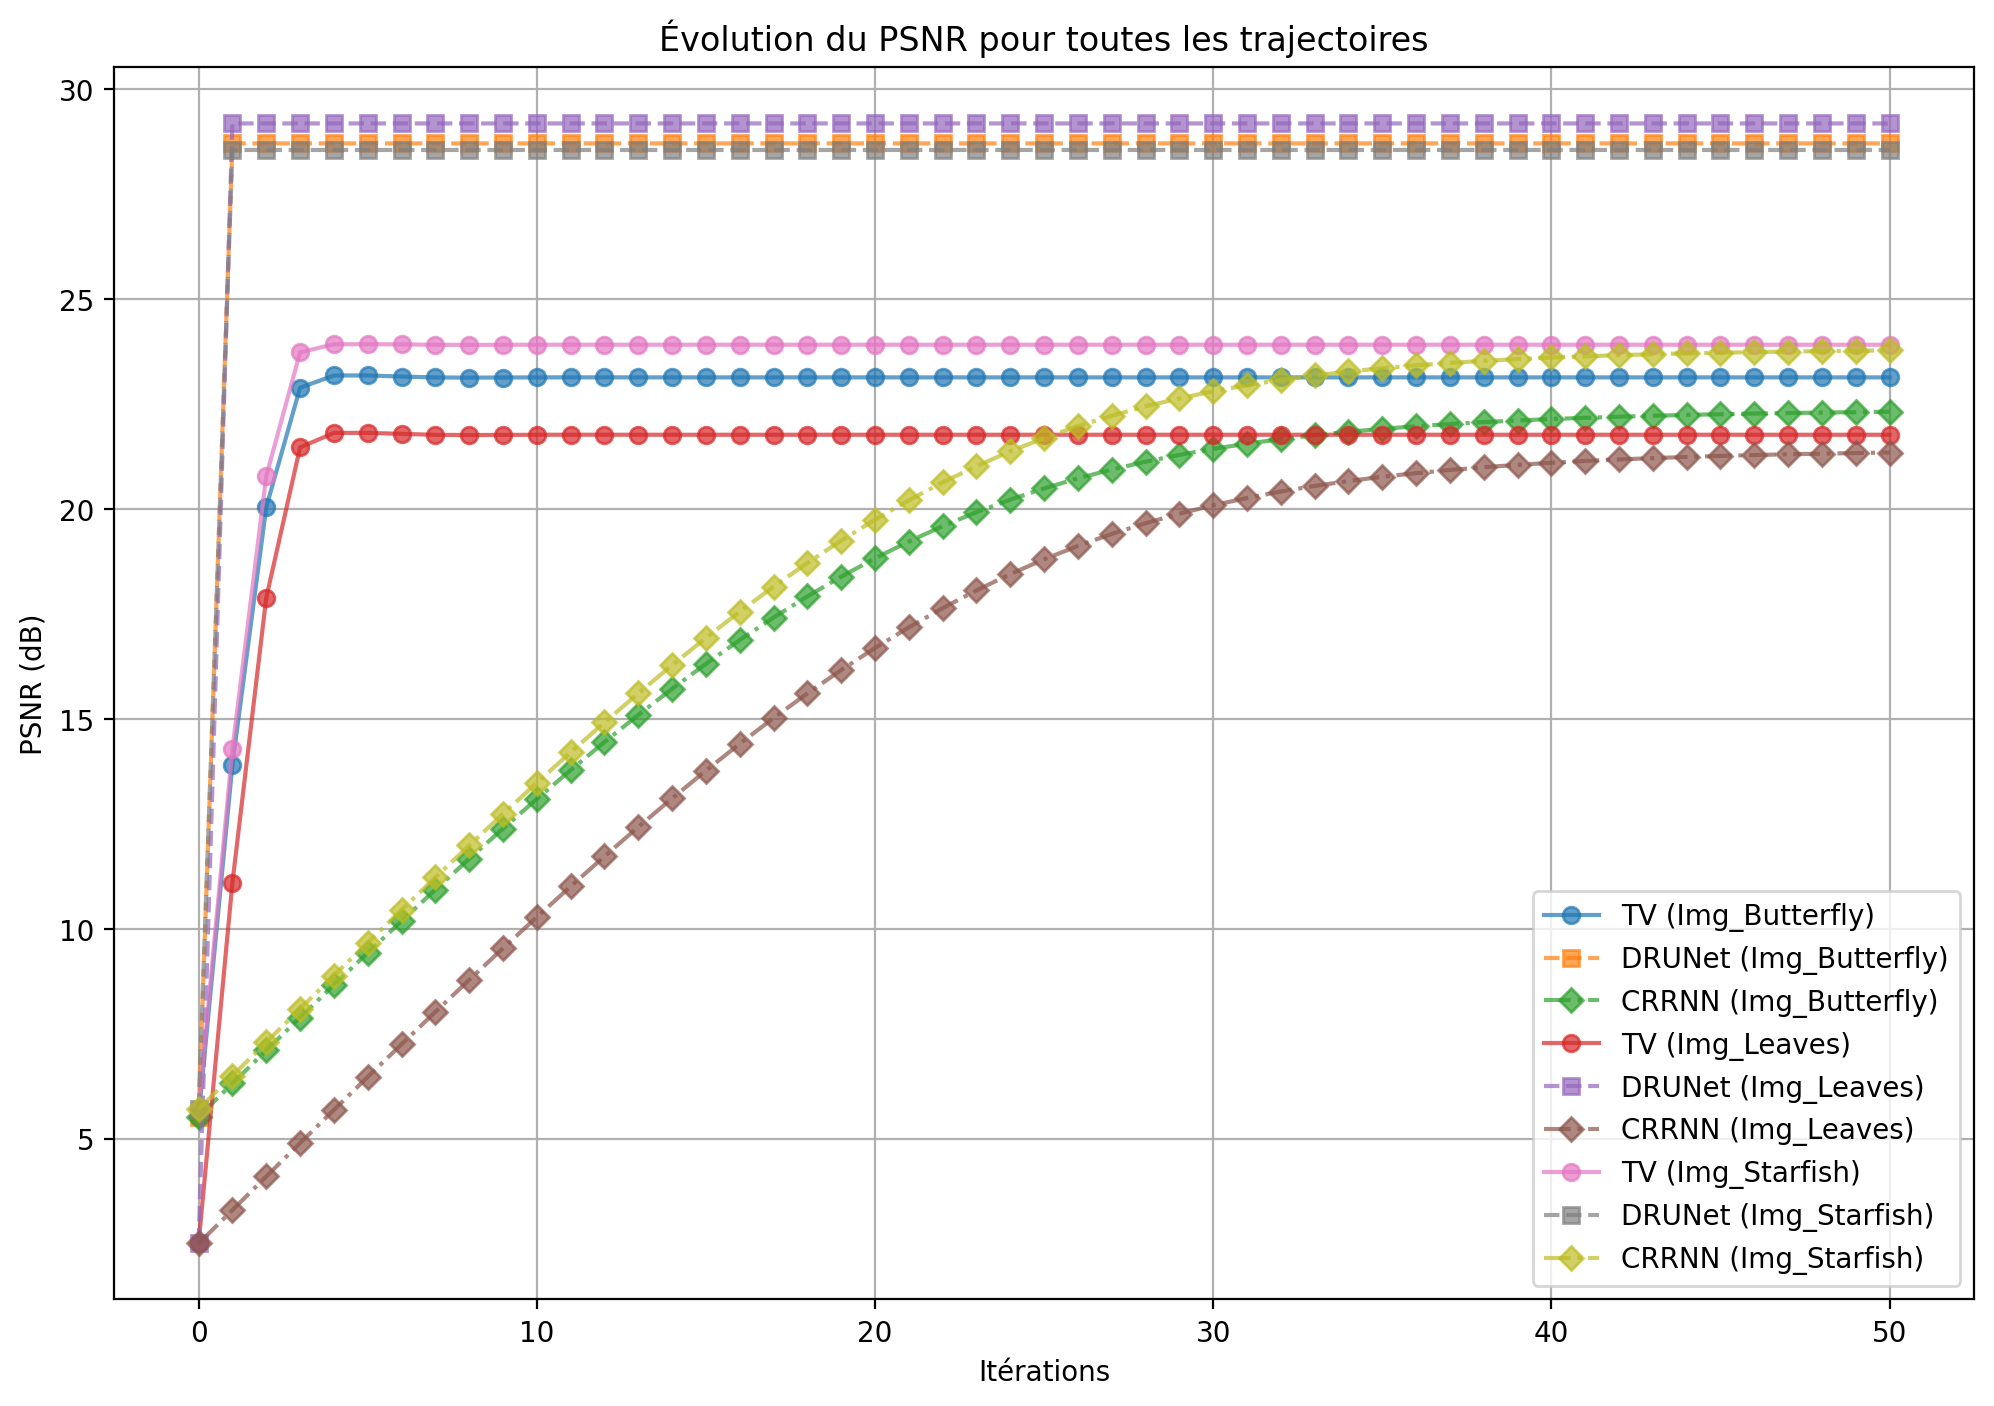 Évolution du PSNR pour toutes les trajectoires
PSNR (dB)
30
25
20
15
10
5
0
10
20
30
40
50
Itérations
TV (Img_Butterfly)
DRUNet (Img_Butterfly)
CRRNN (Img_Butterfly)
TV (Img_Leaves)
DRUNet (Img_Leaves)
CRRNN (Img_Leaves)
TV (Img_Starfish)
DRUNet (Img_Starfish)
CRRNN (Img_Starfish)